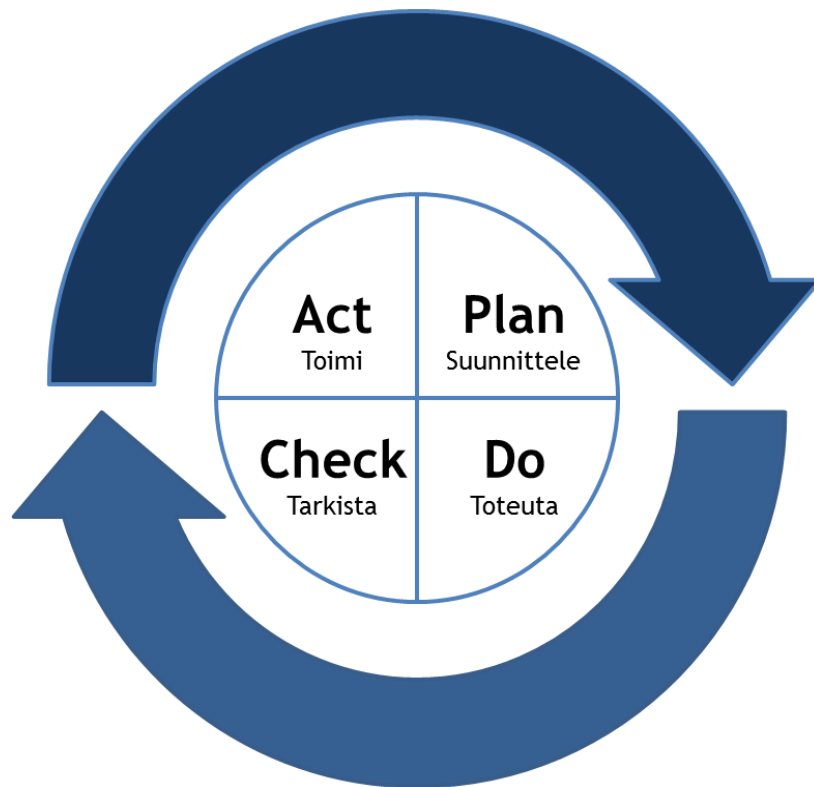 Act
Toimi
Plan
Suunnittele
Check
Tarkista
Do
Toteuta